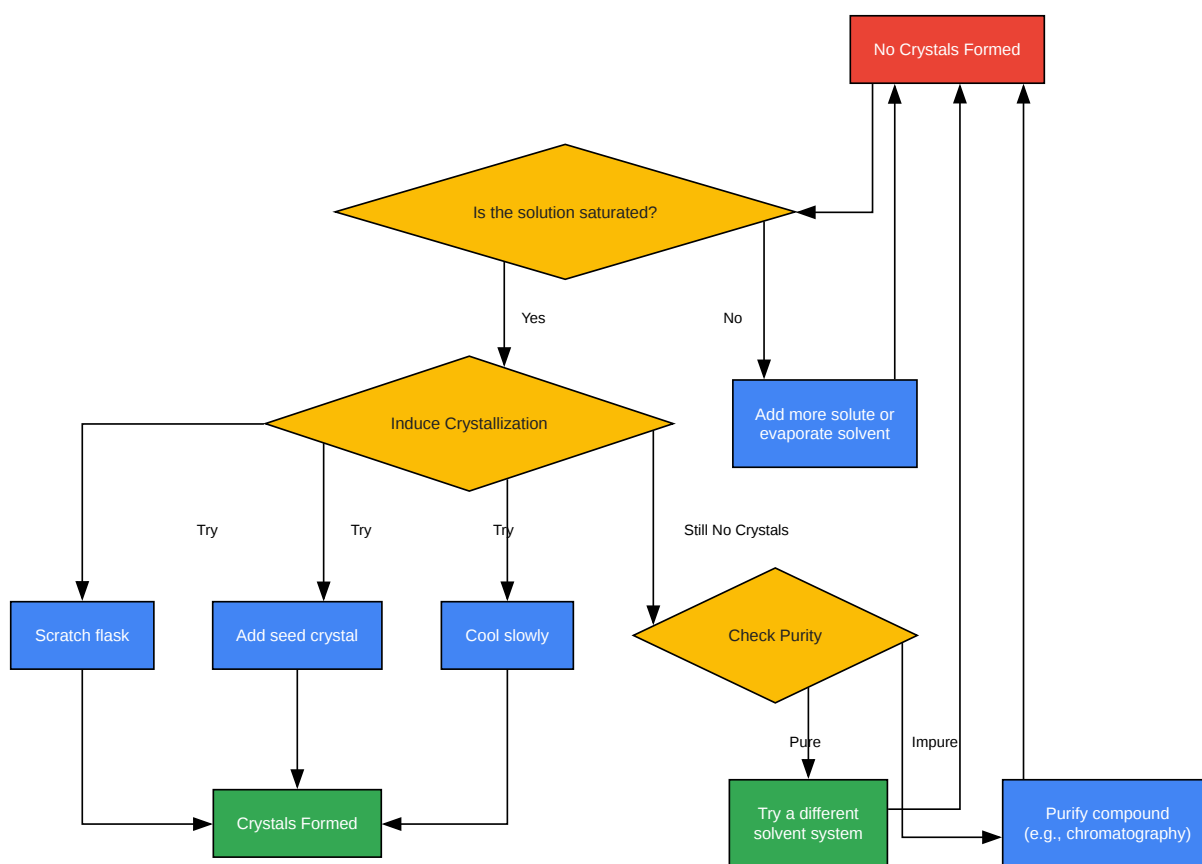 No Crystals Formed
Is the solution saturated?
Yes
No
Add more solute or
evaporate solvent
Induce Crystallization
Try
Try
Try
Still No Crystals
Scratch flask
Add seed crystal
Cool slowly
Check Purity
Pure
Impure
Crystals Formed
Try a different
solvent system
Purify compound
(e.g., chromatography)